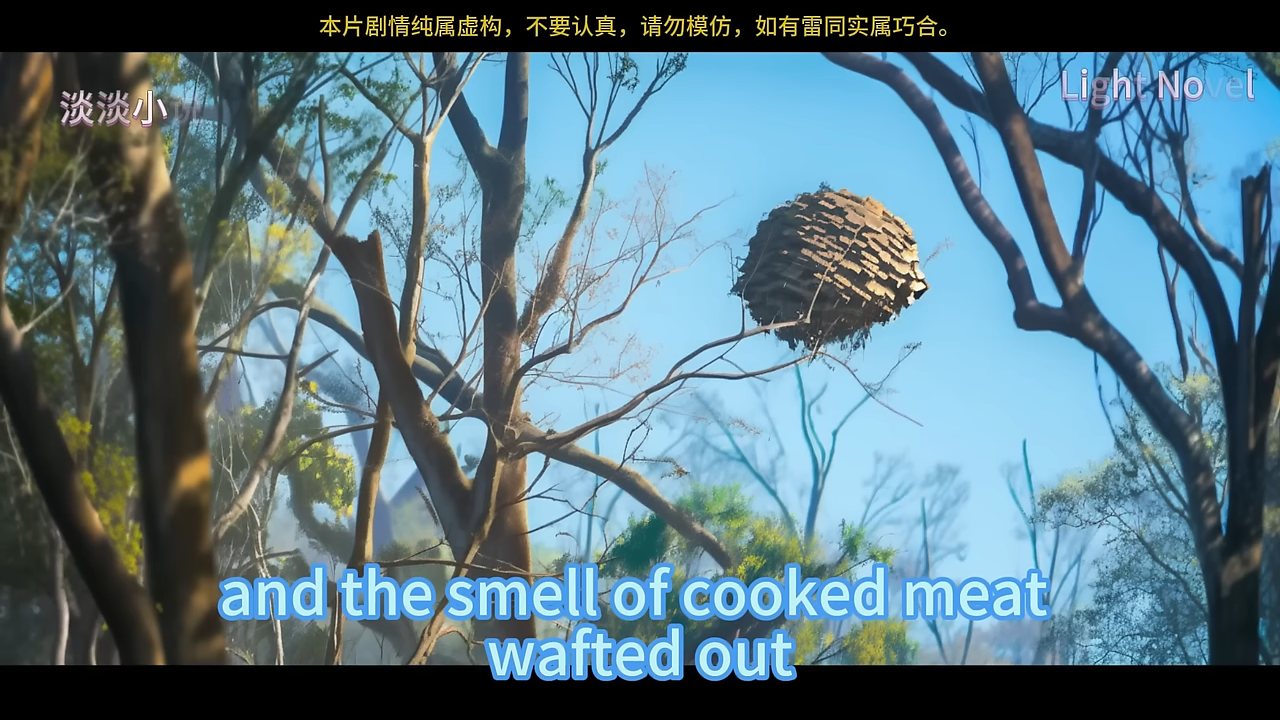 本片剧情纯属虚构，不要认真，请勿模仿，如有雷同实属巧合。
淡淡小
Light Novel
and the smell of cooked meat
wafted out